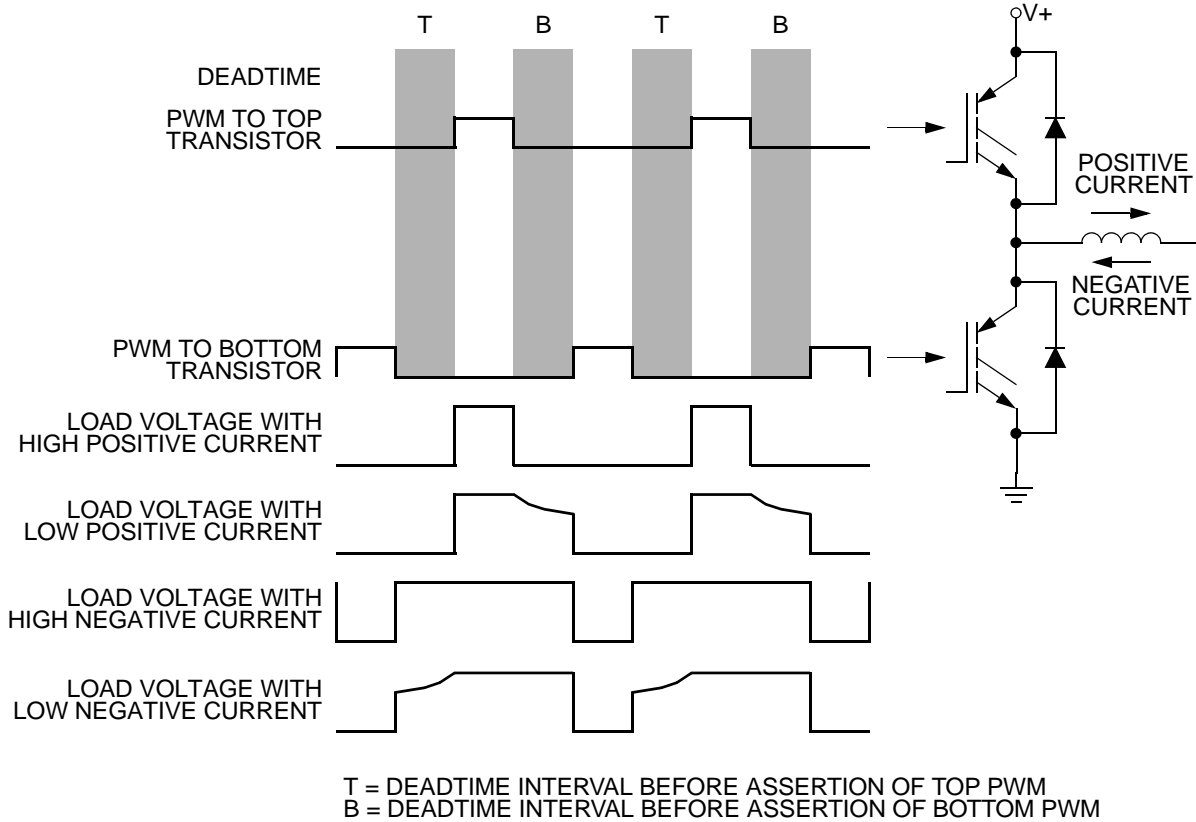 T
B
T
B
V+
DEADTIME
PWM TO TOP
TRANSISTOR
POSITIVE
CURRENT
NEGATIVE
CURRENT
PWM TO BOTTOM
TRANSISTOR
LOAD VOLTAGE WITH
HIGH POSITIVE CURRENT
LOAD VOLTAGE WITH
LOW POSITIVE CURRENT
LOAD VOLTAGE WITH
HIGH NEGATIVE CURRENT
LOAD VOLTAGE WITH
LOW NEGATIVE CURRENT
T = DEADTIME INTERVAL BEFORE ASSERTION OF TOP PWM
B = DEADTIME INTERVAL BEFORE ASSERTION OF BOTTOM PWM